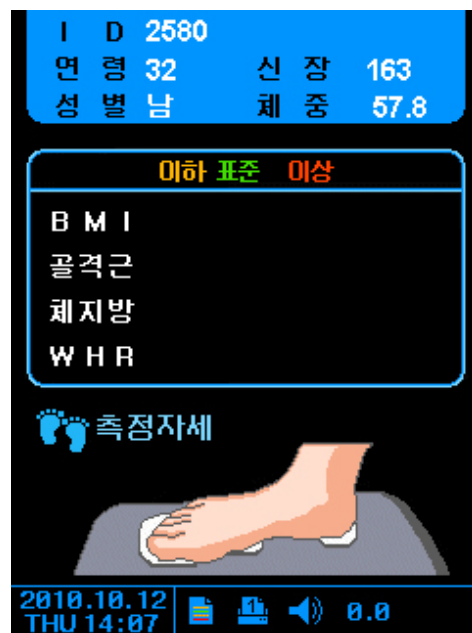 I D 2580
연 령 32 신 장 163
성 별 남 체 중 57.8
이하 표준 이상
B M I
골격근
체지방
W H R
측정자세
2010.10.12
THU 14:07 1 0.0